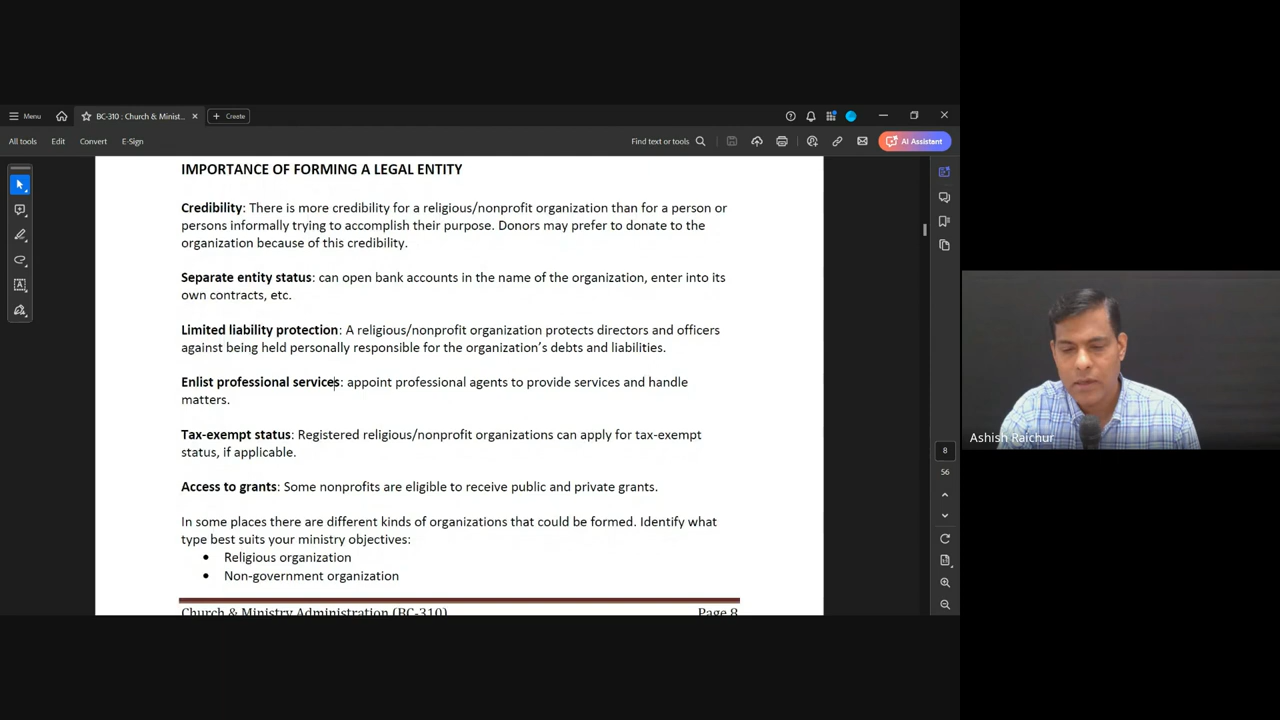 Menu
BC-310 : Church & Minist...
Create
All tools
Edit
Convert
E-Sign
Find text or tools
AI Assistant
IMPORTANCE OF FORMING A LEGAL ENTITY
Credibility: There is more credibility for a religious/nonprofit organization than for a person or
persons informally trying to accomplish their purpose. Donors may prefer to donate to the
organization because of this credibility.
Separate entity status: can open bank accounts in the name of the organization, enter into its
own contracts, etc.
Limited liability protection: A religious/nonprofit organization protects directors and officers
against being held personally responsible for the organization's debts and liabilities.
Enlist professional services: appoint professional agents to provide services and handle
matters.
Tax-exempt status: Registered religious/nonprofit organizations can apply for tax-exempt
status, if applicable.
Access to grants: Some nonprofits are eligible to receive public and private grants.
In some places there are different kinds of organizations that could be formed. Identify what
type best suits your ministry objectives:
• Religious organization
• Non-government organization
Church & Ministry Administration (BC-310) Page 8
8
56
Ashish Raichur